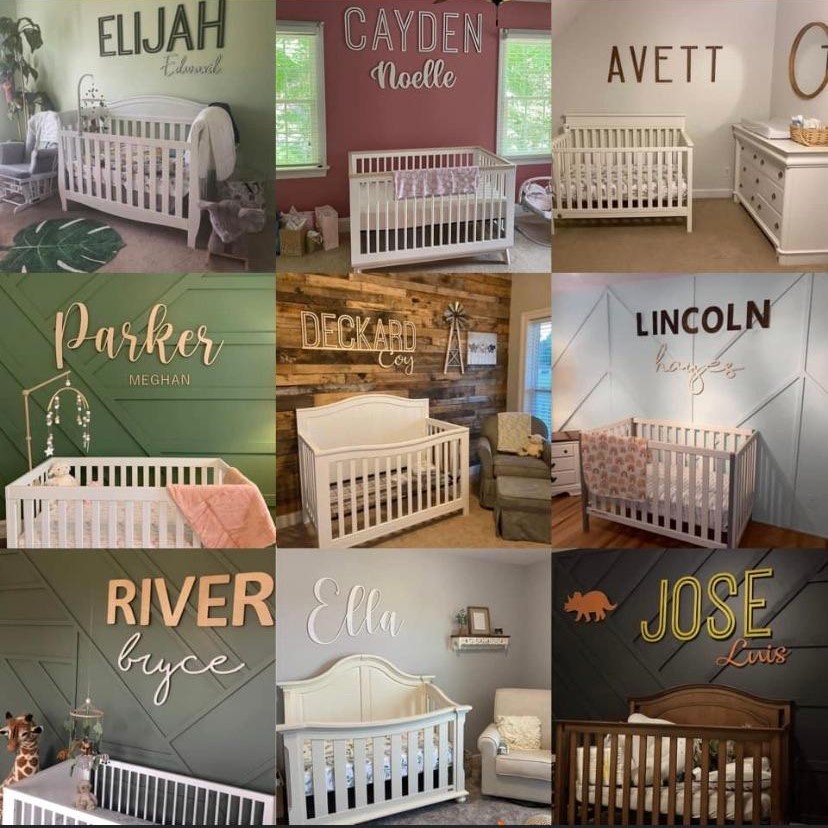 ELIJAH
Edward
CAYDEN
Noelle
AVETT
Parker
MEGHAN
DECKARD
Coy
LINCOLN
hayes
RIVER
bryce
Ella
JOSE
Luis